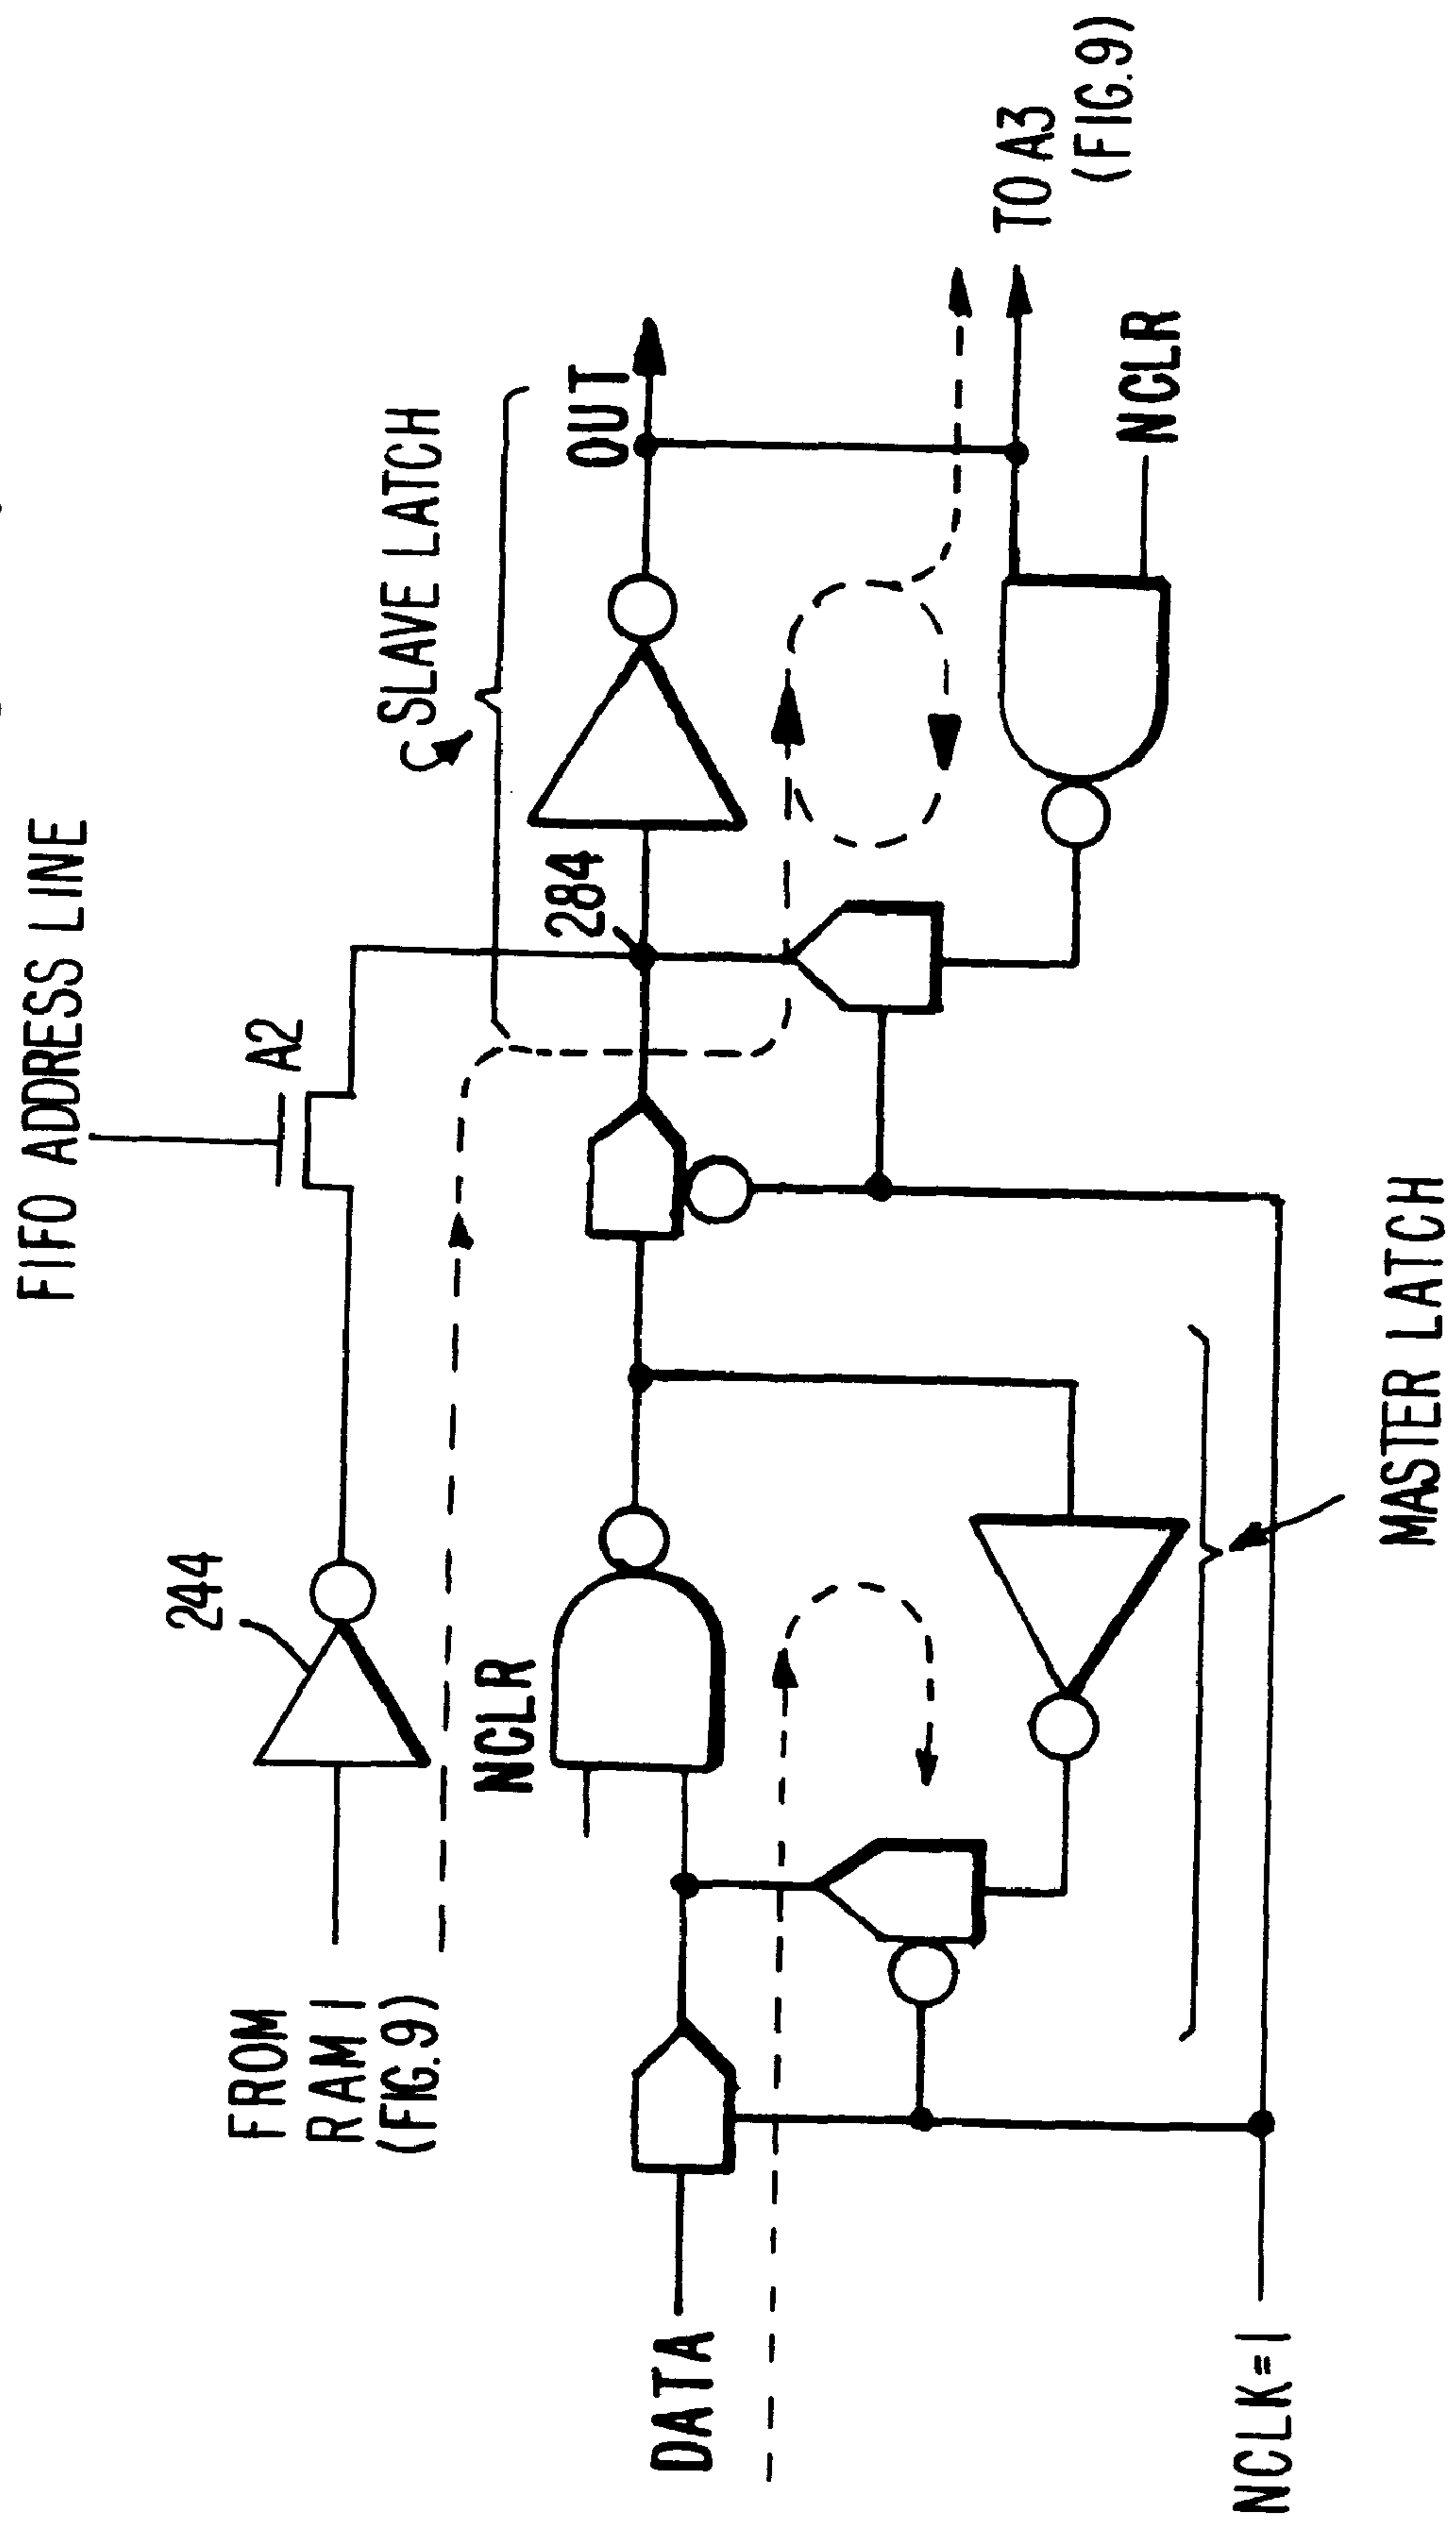 FIFO ADDRESS LINE
A2
244
FROM
RAM 1
(FIG.9)
C SLAVE LATCH
284
OUT
NCLR
DATA
TO A3
(FIG.9)
NCLR
MASTER LATCH
NCLK=1